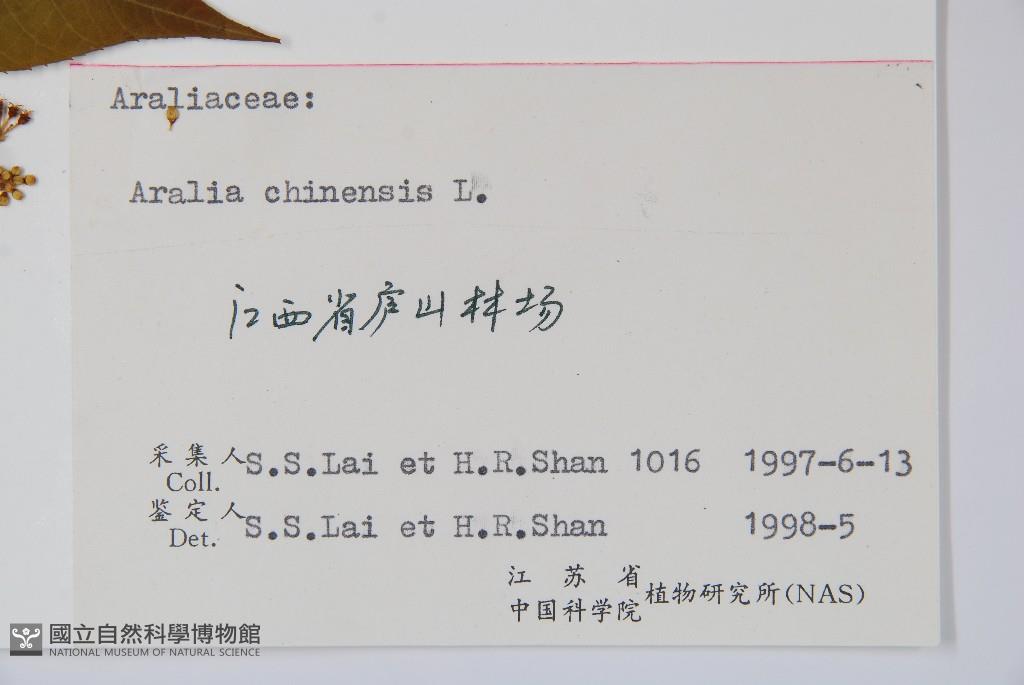 Araliaceae:
Aralia chinensis L.
江西省庐山林场
采集人 S.S.Lai et H.R.Shan 1016 1997-6-13
Coll.
鉴定人 S.S.Lai et H.R.Shan 1998-5
Det.
江苏省
中国科学院 植物研究所(NAS)
國立自然科學博物館
NATIONAL MUSEUM OF NATURAL SCIENCE